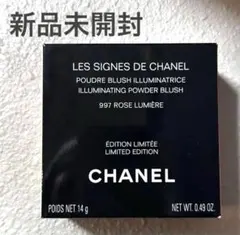 新品未開封
LES SIGNES DE CHANEL
POUDRE BLUSH ILLUMINATRICE
ILLUMINATING POWDER BLUSH
997 ROSE LUMIÈRE
ÉDITION LIMITÉE
LIMITED EDITION
CHANEL
POIDS NET 14 g
NET WT. 0.49 OZ.